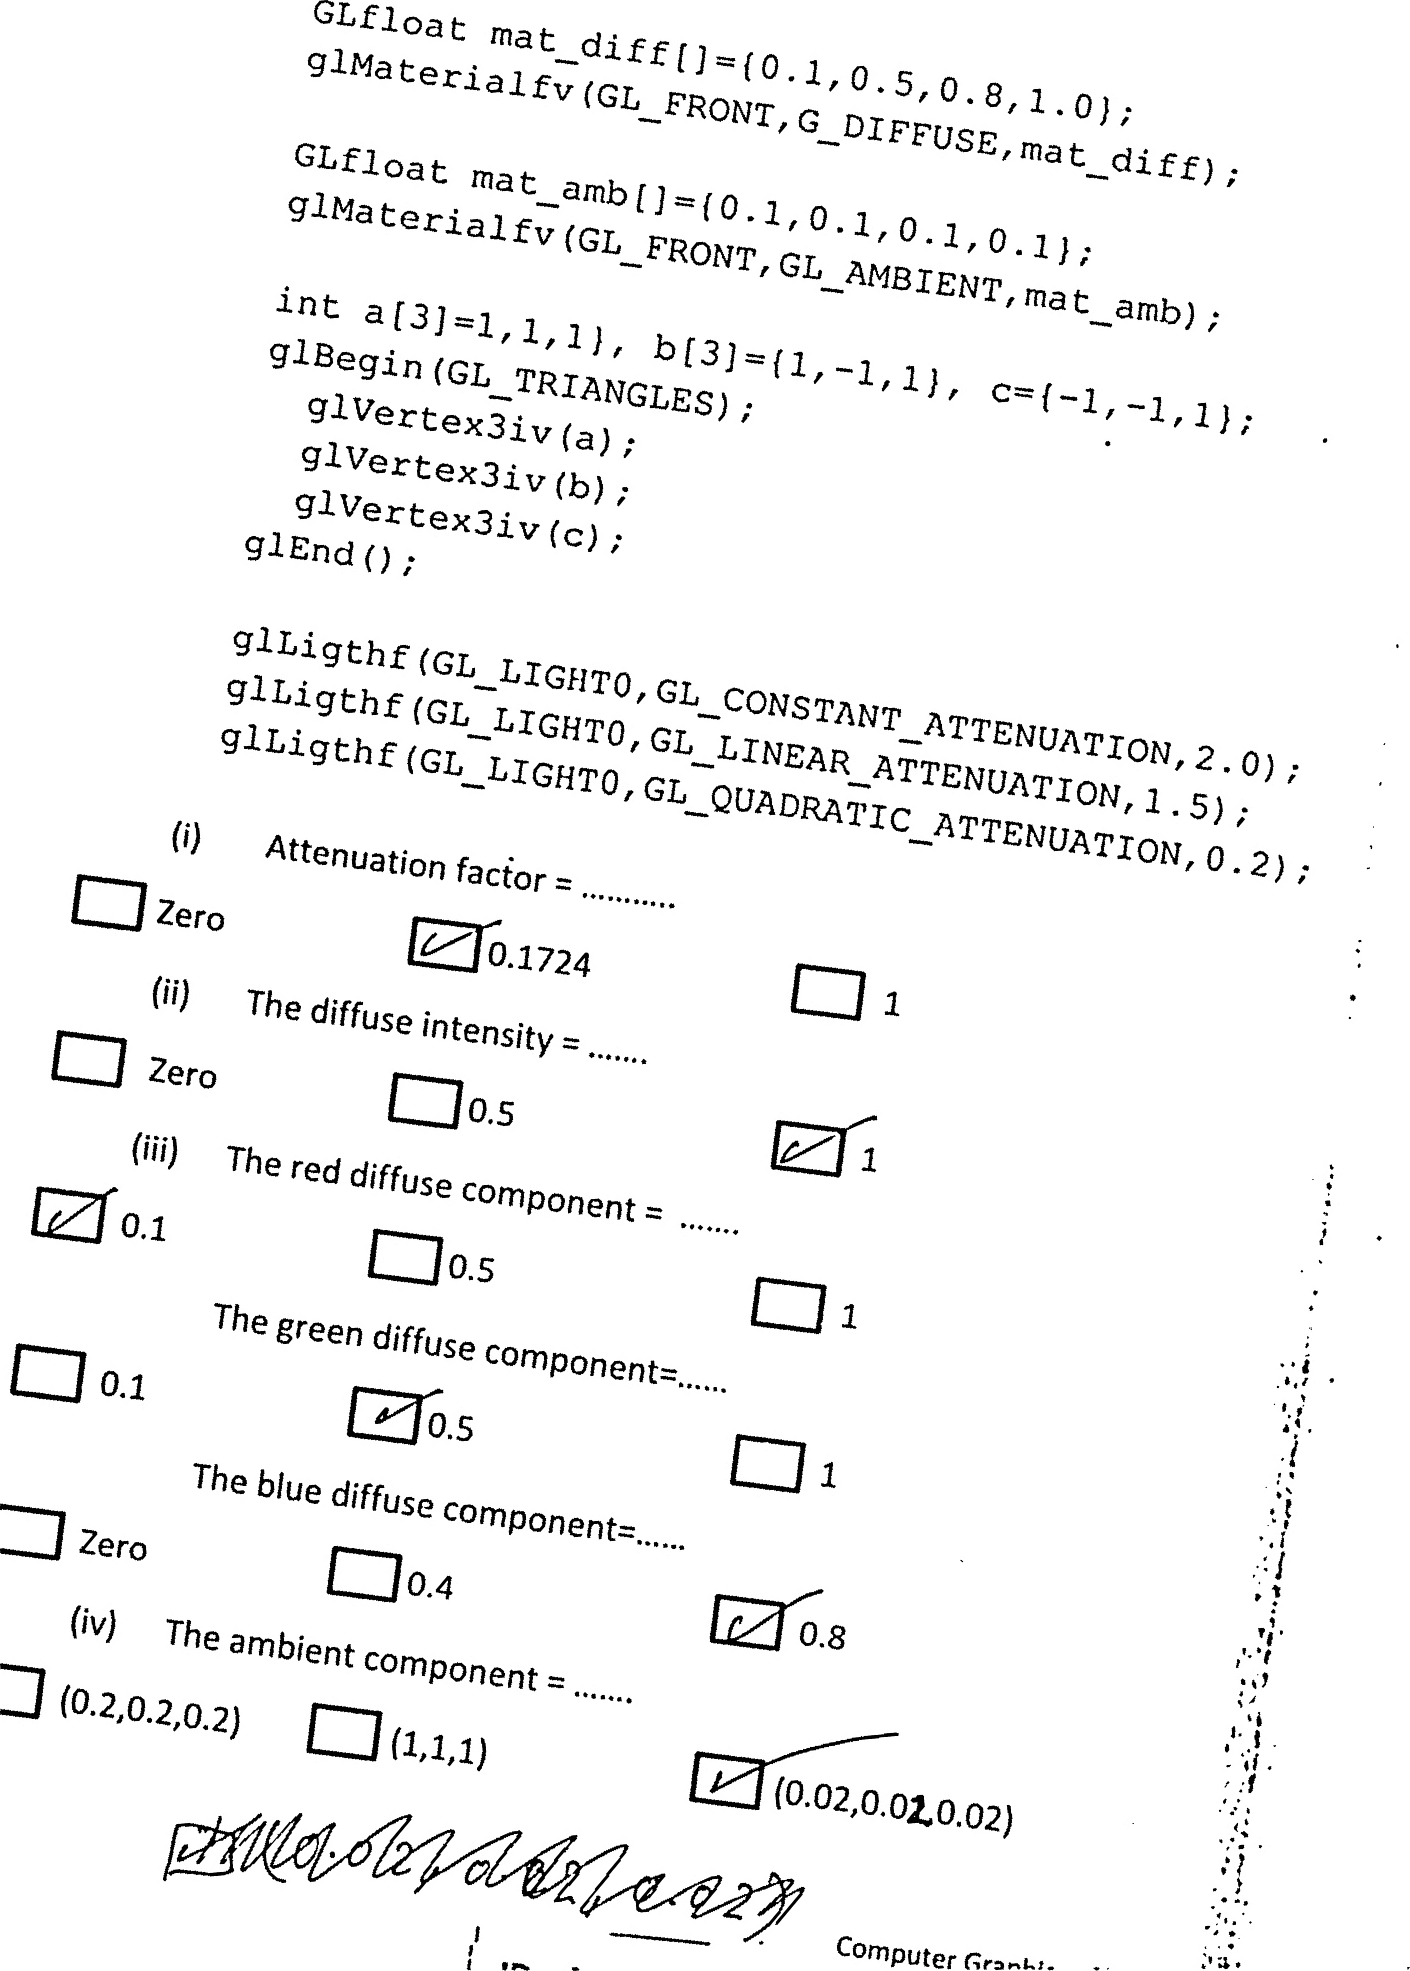 GLfloat mat_diff[]={0.1,0.5,0.8,1.0};
glMaterialfv(GL_FRONT,G_DIFFUSE,mat_diff);
GLfloat mat_amb[]={0.1,0.1,0.1,0.1};
glMaterialfv(GL_FRONT,GL_AMBIENT,mat_amb);
int a[3]=1,1,1}, b[3]={1,-1,1}, c={-1,-1,1};
glBegin(GL_TRIANGLES);
glVertex3iv(a);
glVertex3iv(b);
glVertex3iv(c);
glEnd();
glLigthf(GL_LIGHT0,GL_CONSTANT_ATTENUATION,2.0);
glLigthf(GL_LIGHT0,GL_LINEAR_ATTENUATION,1.5);
glLigthf(GL_LIGHT0,GL_QUADRATIC_ATTENUATION,0.2);
(i) Attenuation factor = ...........
Zero 0.1724 1
(ii) The diffuse intensity = .......
Zero 0.5 1
(iii) The red diffuse component = .......
0.1 0.5 1
The green diffuse component=......
0.1 0.5 1
The blue diffuse component=......
Zero 0.4 0.8
(iv) The ambient component = .......
(0.2,0.2,0.2) (1,1,1) (0.02,0.02,0.02)
Computer